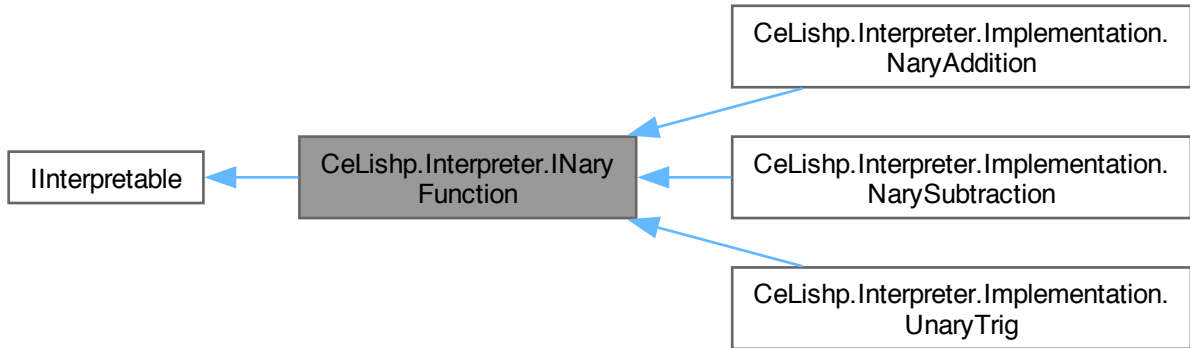 IInterpretable
CeLishp.Interpreter.INary
Function
CeLishp.Interpreter.Implementation.
NaryAddition
CeLishp.Interpreter.Implementation.
NarySubtraction
CeLishp.Interpreter.Implementation.
UnaryTrig